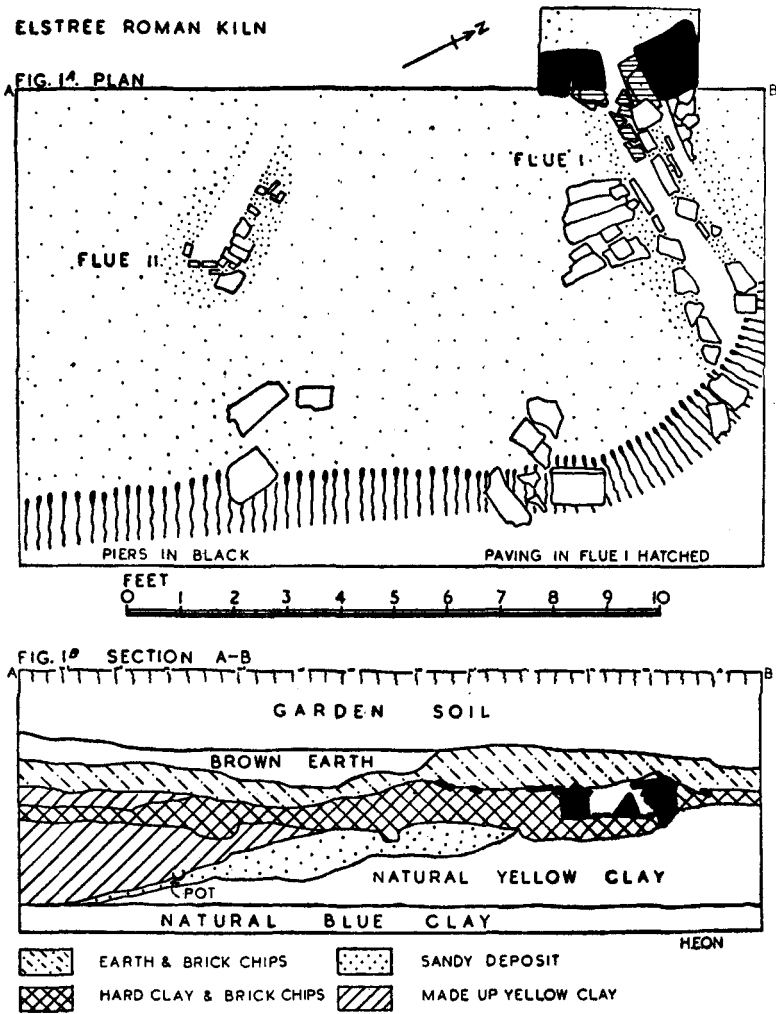 ELSTREE ROMAN KILN
N
FIG. 1A. PLAN
A
B
FLUE I
FLUE II
PIERS IN BLACK
PAVING IN FLUE I HATCHED
FEET
0 1 2 3 4 5 6 7 8 9 10
FIG. 1B SECTION A-B
A
B
GARDEN SOIL
BROWN EARTH
POT
NATURAL YELLOW CLAY
NATURAL BLUE CLAY
HEON
EARTH & BRICK CHIPS
SANDY DEPOSIT
HARD CLAY & BRICK CHIPS
MADE UP YELLOW CLAY